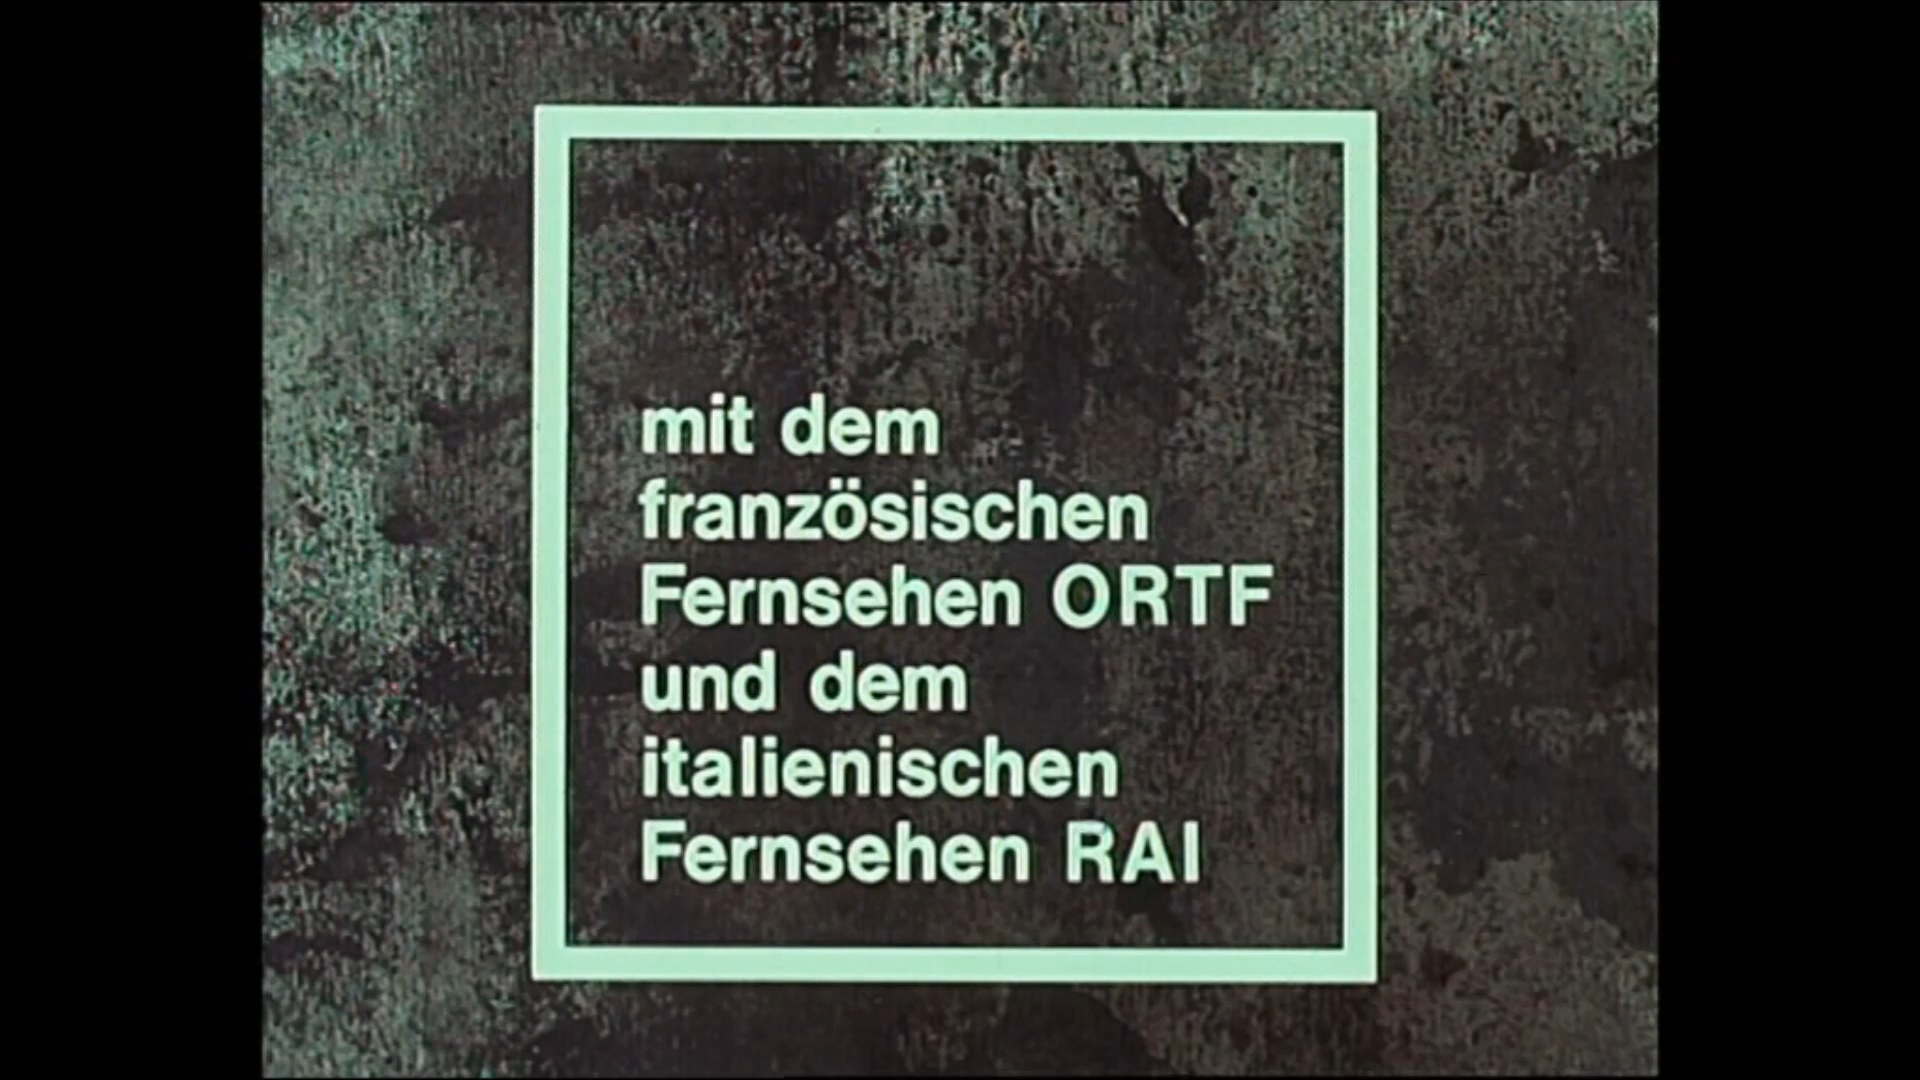 mit dem
französischen
Fernsehen ORTF
und dem
italienischen
Fernsehen RAI